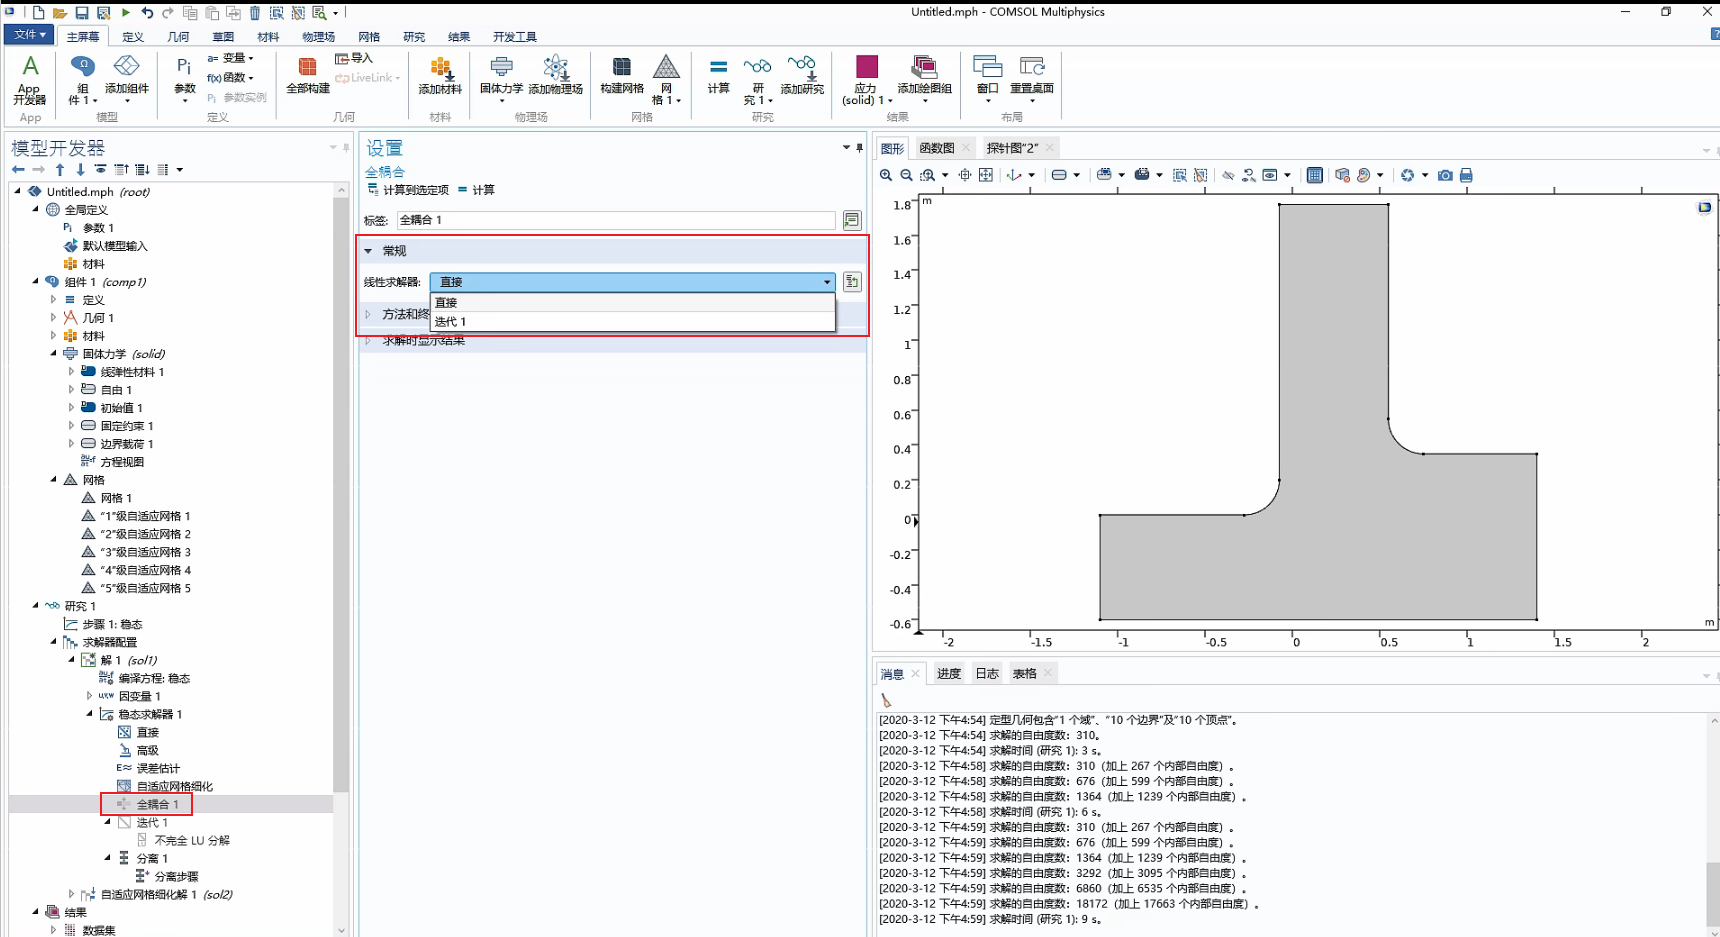 Untitled.mph - COMSOL Multiphysics
文件 主屏幕 定义 几何 草图 材料 物理场 网格 研究 结果 开发工具
App 开发器
App
组件 1
添加组件
模型
Pi
参数
a= 变量
f(x) 函数
Pi 参数实例
定义
全部构建
导入
LiveLink
几何
添加材料
材料
固体力学
添加物理场
物理场
构建网格
网格 1
网格
计算
研究 1
添加研究
研究
应力 (solid) 1
添加绘图组
结果
窗口
重置桌面
布局
模型开发器
Untitled.mph (root)
全局定义
Pi 参数 1
默认模型输入
材料
组件 1 (comp1)
定义
几何 1
材料
固体力学 (solid)
线弹性材料 1
自由 1
初始值 1
固定约束 1
边界载荷 1
方程视图
网格
网格 1
"1"级自适应网格 1
"2"级自适应网格 2
"3"级自适应网格 3
"4"级自适应网格 4
"5"级自适应网格 5
研究 1
步骤 1: 稳态
求解器配置
解 1 (sol1)
编译方程: 稳态
因变量 1
稳态求解器 1
直接
高级
误差估计
自适应网格细化
全耦合 1
迭代 1
不完全 LU 分解
分离 1
分离步骤
自适应网格细化解 1 (sol2)
结果
数据集
设置
全耦合
计算到选定项 = 计算
标签: 全耦合 1
常规
线性求解器: 直接
直接
方法和终
迭代 1
求解时显示结果
图形 函数图 探针图"2"
m
1.8
1.6
1.4
1.2
1
0.8
0.6
0.4
0.2
0
-0.2
-0.4
-0.6
m
-2 -1.5 -1 -0.5 0 0.5 1 1.5 2
消息 进度 日志 表格
[2020-3-12 下午4:54] 定型几何包含"1 个域"、"10 个边界"及"10 个顶点"。
[2020-3-12 下午4:54] 求解的自由度数：310。
[2020-3-12 下午4:54] 求解时间 (研究 1): 3 s。
[2020-3-12 下午4:58] 求解的自由度数：310（加上 267 个内部自由度）。
[2020-3-12 下午4:58] 求解的自由度数：676（加上 599 个内部自由度）。
[2020-3-12 下午4:58] 求解的自由度数：1364（加上 1239 个内部自由度）。
[2020-3-12 下午4:58] 求解时间 (研究 1): 6 s。
[2020-3-12 下午4:59] 求解的自由度数：310（加上 267 个内部自由度）。
[2020-3-12 下午4:59] 求解的自由度数：676（加上 599 个内部自由度）。
[2020-3-12 下午4:59] 求解的自由度数：1364（加上 1239 个内部自由度）。
[2020-3-12 下午4:59] 求解的自由度数：3292（加上 3095 个内部自由度）。
[2020-3-12 下午4:59] 求解的自由度数：6860（加上 6535 个内部自由度）。
[2020-3-12 下午4:59] 求解的自由度数：18172（加上 17663 个内部自由度）。
[2020-3-12 下午4:59] 求解时间 (研究 1): 9 s。